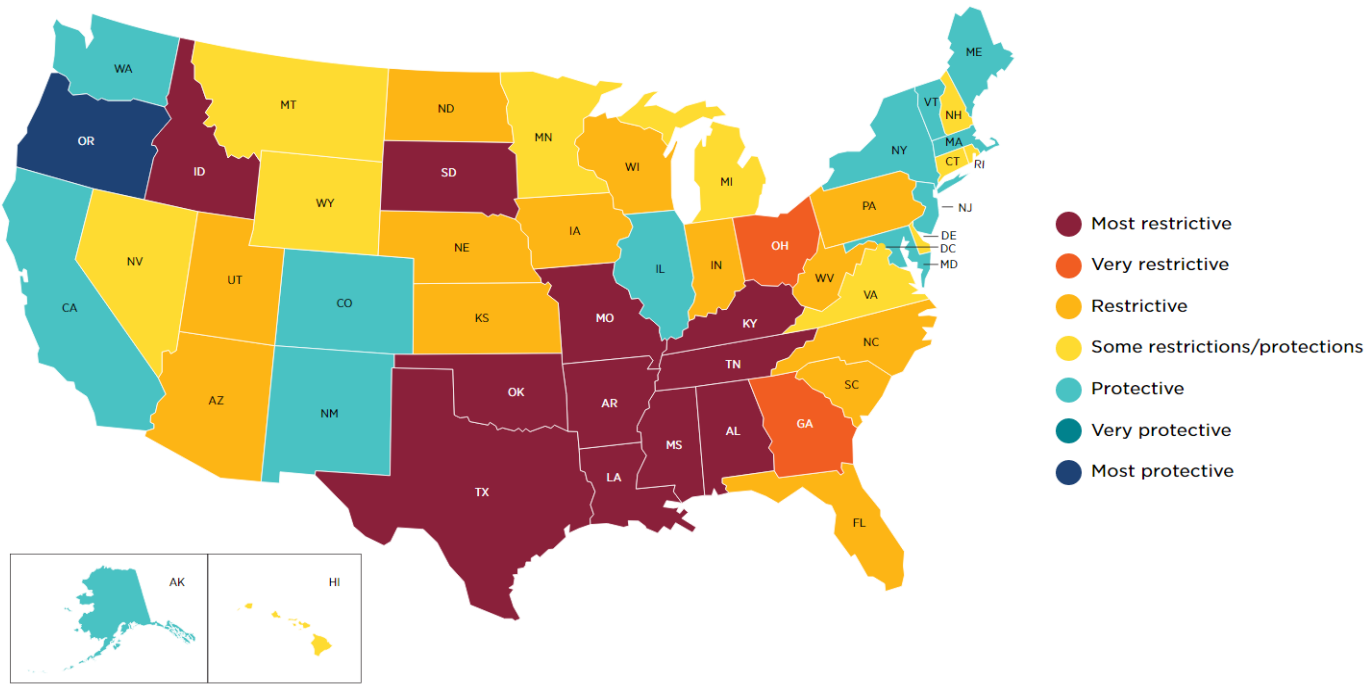 ME
WA
VT
NH
MT
ND
OR
MN
MA
NY
WI
CT
RI
ID
SD
MI
WY
PA
NJ
IA
DE
NE
OH
DC
NV
IN
MD
UT
IL
WV
VA
CO
CA
KS
MO
KY
NC
TN
OK
SC
AZ
NM
AR
GA
AL
MS
LA
TX
FL
AK
HI
Most restrictive
Very restrictive
Restrictive
Some restrictions/protections
Protective
Very protective
Most protective